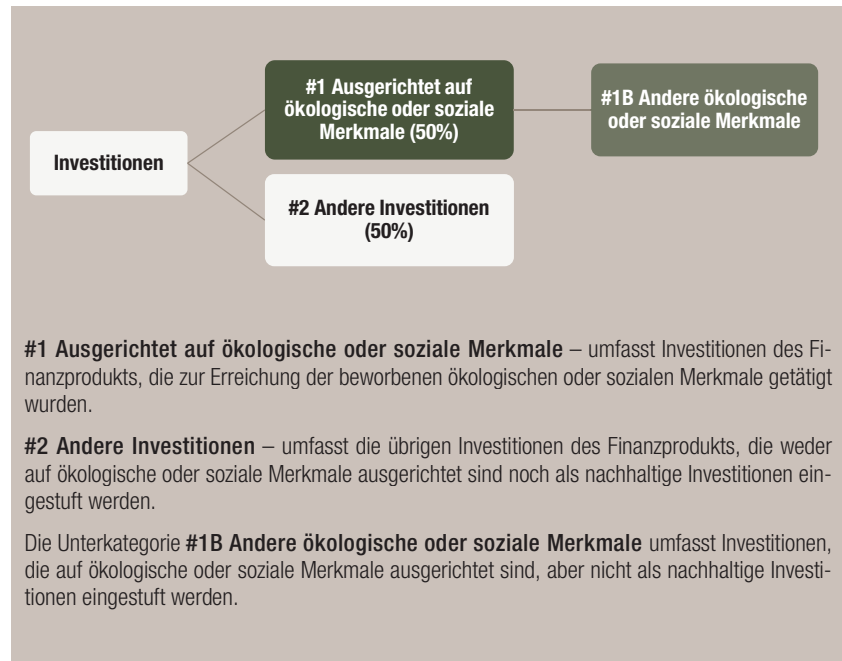 #1 Ausgerichtet auf
ökologische oder soziale
Merkmale (50%)
#1B Andere ökologische
oder soziale Merkmale
Investitionen
#2 Andere Investitionen
(50%)
#1 Ausgerichtet auf ökologische oder soziale Merkmale – umfasst Investitionen des Fi-
nanzprodukts, die zur Erreichung der beworbenen ökologischen oder sozialen Merkmale getätigt
wurden.
#2 Andere Investitionen – umfasst die übrigen Investitionen des Finanzprodukts, die weder
auf ökologische oder soziale Merkmale ausgerichtet sind noch als nachhaltige Investitionen ein-
gestuft werden.
Die Unterkategorie #1B Andere ökologische oder soziale Merkmale umfasst Investitionen,
die auf ökologische oder soziale Merkmale ausgerichtet sind, aber nicht als nachhaltige Investi-
tionen eingestuft werden.